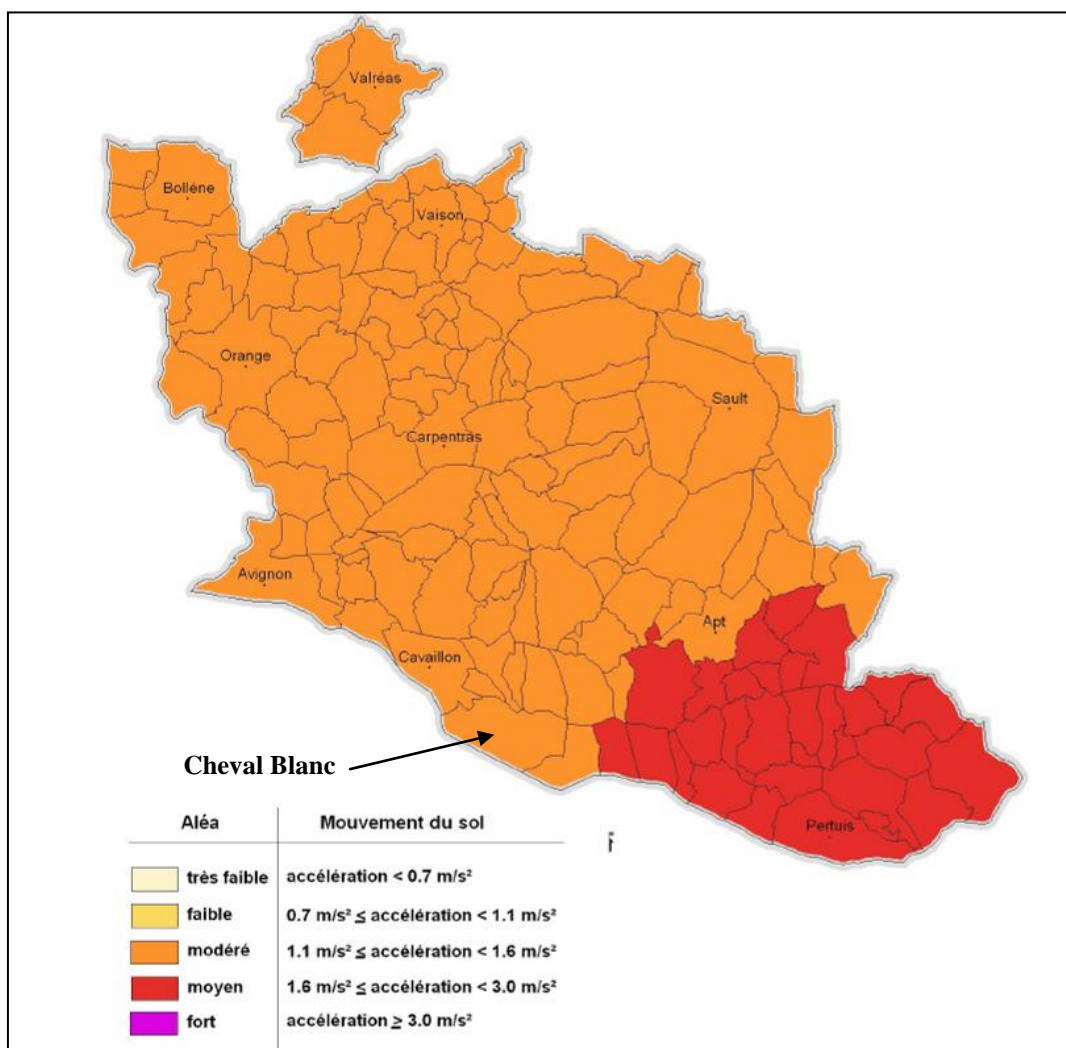 Valréas
Bollène
Vaison
Orange
Sault
Carpentras
Avignon
Apt
Cavaillon
Cheval Blanc
Pertuis
Aléa Mouvement du sol
très faible accélération < 0.7 m/s²
faible 0.7 m/s² ≤ accélération < 1.1 m/s²
modéré 1.1 m/s² ≤ accélération < 1.6 m/s²
moyen 1.6 m/s² ≤ accélération < 3.0 m/s²
fort accélération ≥ 3.0 m/s²